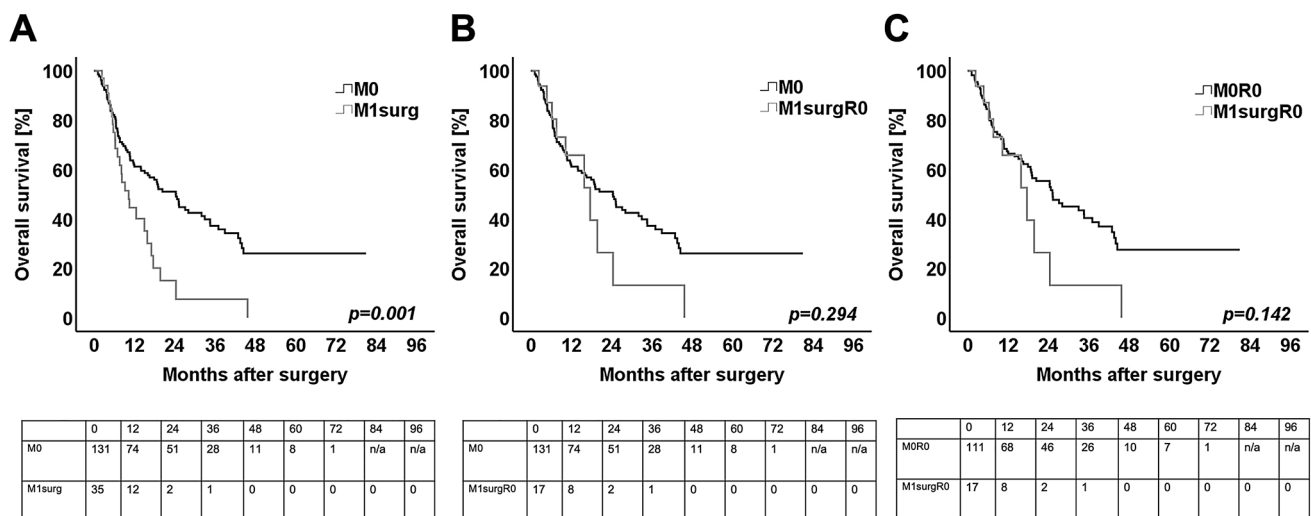 A
B
C
100
80
60
40
20
0
Overall survival [%]
M0
M1surg
p=0.001
0 12 24 36 48 60 72 84 96
Months after surgery
100
80
60
40
20
0
Overall survival [%]
M0
M1surgR0
p=0.294
0 12 24 36 48 60 72 84 96
Months after surgery
100
80
60
40
20
0
Overall survival [%]
M0R0
M1surgR0
p=0.142
0 12 24 36 48 60 72 84 96
Months after surgery
0 12 24 36 48 60 72 84 96
M0 131 74 51 28 11 8 1 n/a n/a
M1surg 35 12 2 1 0 0 0 0 0
0 12 24 36 48 60 72 84 96
M0 131 74 51 28 11 8 1 n/a n/a
M1surgR0 17 8 2 1 0 0 0 0 0
0 12 24 36 48 60 72 84 96
M0R0 111 68 46 26 10 7 1 n/a n/a
M1surgR0 17 8 2 1 0 0 0 0 0